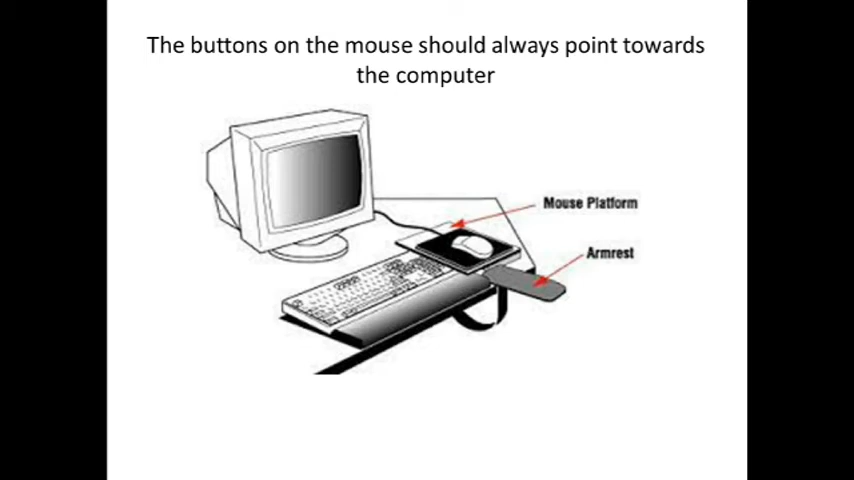 The buttons on the mouse should always point towards
the computer
Mouse Platform
Armrest